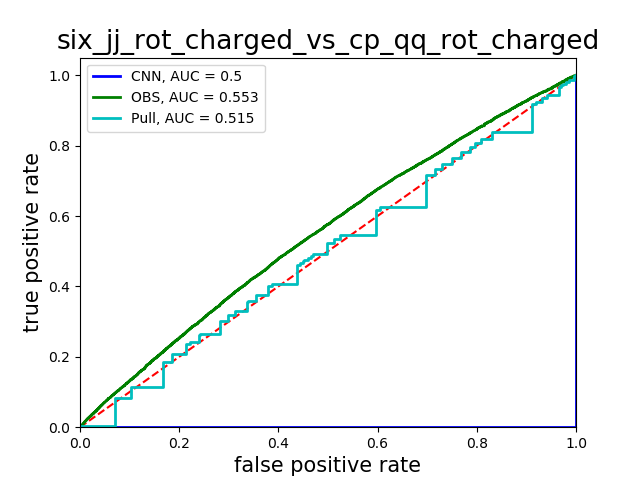 six_jj_rot_charged_vs_cp_qq_rot_charged
CNN, AUC = 0.5
OBS, AUC = 0.553
Pull, AUC = 0.515
1.0
0.8
0.6
0.4
0.2
0.0
true positive rate
0.0 0.2 0.4 0.6 0.8 1.0
false positive rate